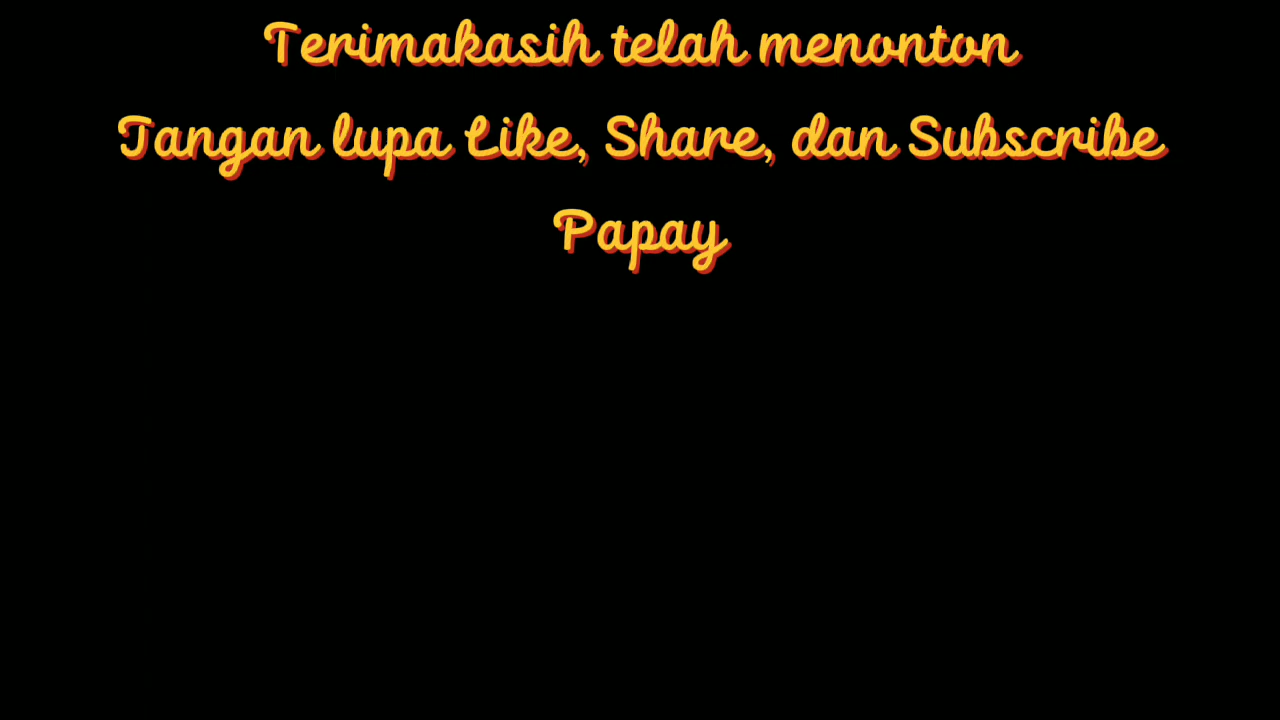 Terimakasih telah menonton
Jangan lupa Like, Share, dan Subscribe
Papay